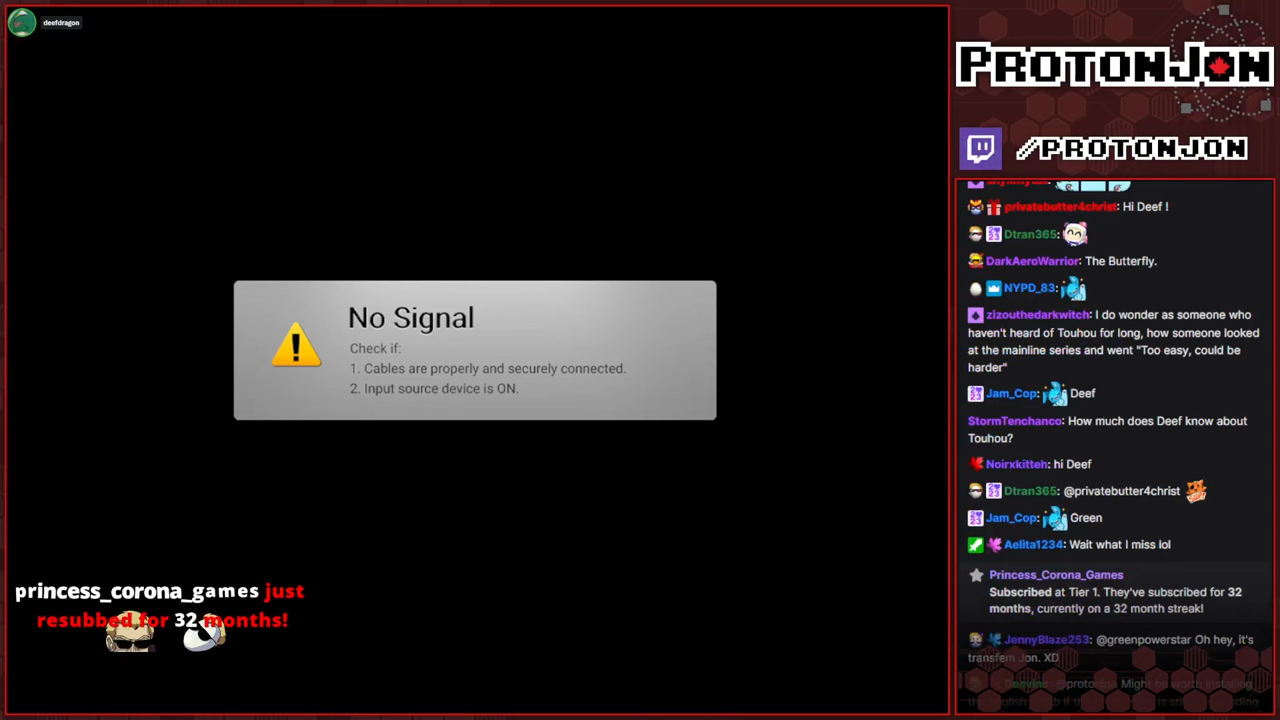 deefdragon
No Signal
Check if:
1. Cables are properly and securely connected.
2. Input source device is ON.
princess_corona_games just
resubbed for 32 months!
PROTONJON
/PROTONJON
privatebutter4christ: Hi Deef !
Dtran365:
DarkAeroWarrior: The Butterfly.
NYPD_83:
zizouthedarkwitch: I do wonder as someone who
haven't heard of Touhou for long, how someone looked
at the mainline series and went "Too easy, could be
harder"
Jam_Cop: Deef
StormTenchanco: How much does Deef know about
Touhou?
Noirxkitteh: hi Deef
Dtran365: @privatebutter4christ
Jam_Cop: Green
Aelita1234: Wait what I miss lol
Princess_Corona_Games
Subscribed at Tier 1. They've subscribed for 32
months, currently on a 32 month streak!
JennyBlaze253: @greenpowerstar Oh hey, it's
transfem Jon. XD
Might be worth installing